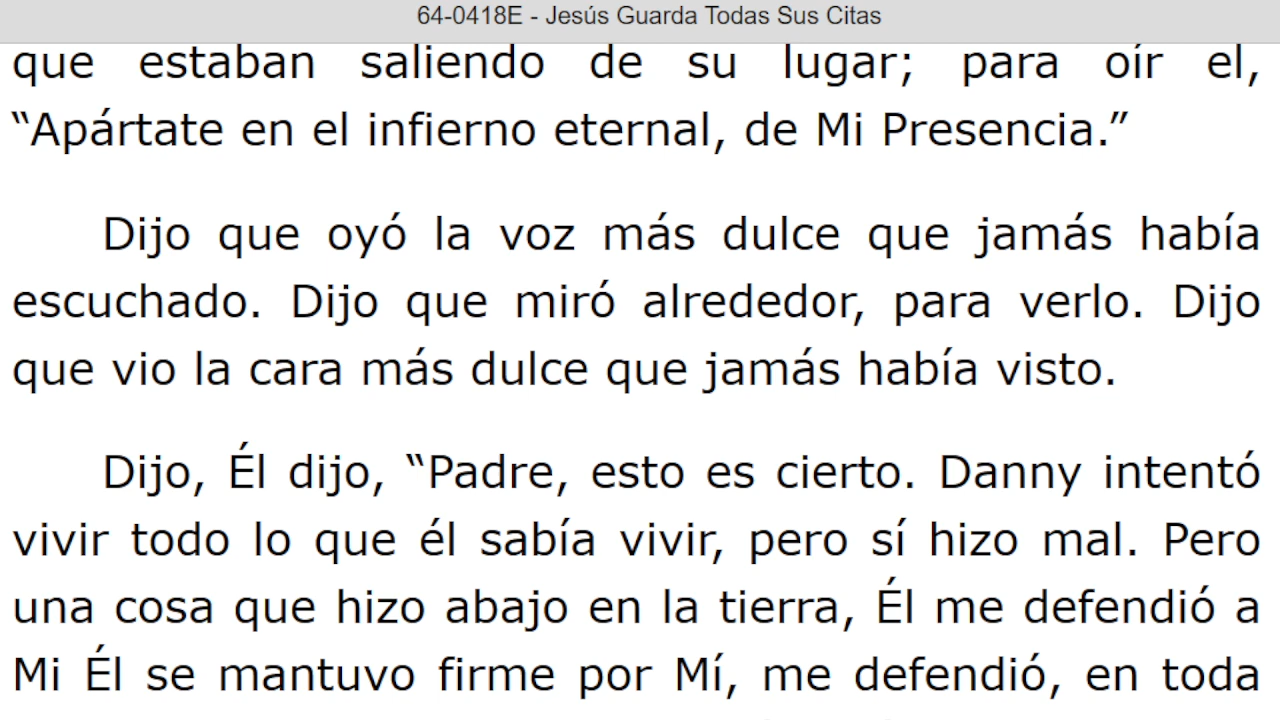 64-0418E - Jesús Guarda Todas Sus Citas
que estaban saliendo de su lugar; para oír el,
“Apártate en el infierno eternal, de Mi Presencia.”
Dijo que oyó la voz más dulce que jamás había
escuchado. Dijo que miró alrededor, para verlo. Dijo
que vio la cara más dulce que jamás había visto.
Dijo, Él dijo, “Padre, esto es cierto. Danny intentó
vivir todo lo que él sabía vivir, pero sí hizo mal. Pero
una cosa que hizo abajo en la tierra, Él me defendió a
Mi Él se mantuvo firme por Mí, me defendió, en toda